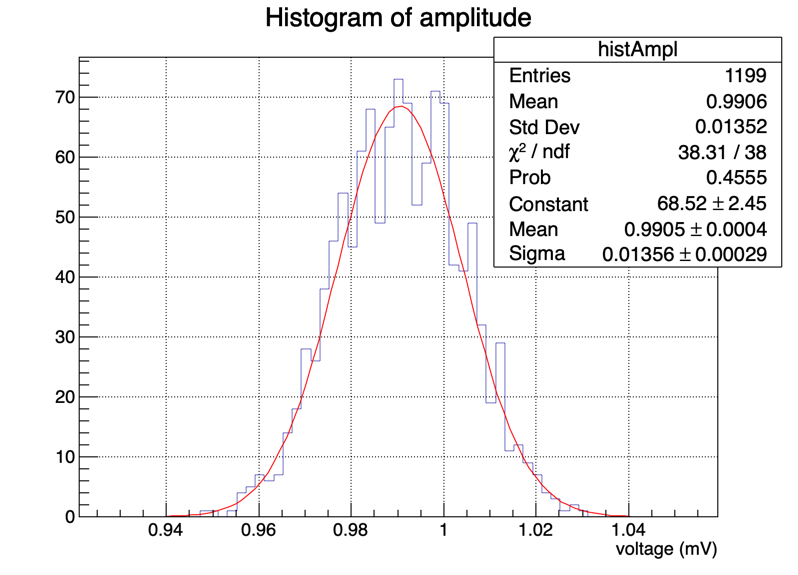 Histogram of amplitude
histAmpl
Entries 1199
Mean 0.9906
Std Dev 0.01352
χ² / ndf 38.31 / 38
Prob 0.4555
Constant 68.52 ± 2.45
Mean 0.9905 ± 0.0004
Sigma 0.01356 ± 0.00029
70
60
50
40
30
20
10
0
0.94 0.96 0.98 1 1.02 1.04
voltage (mV)